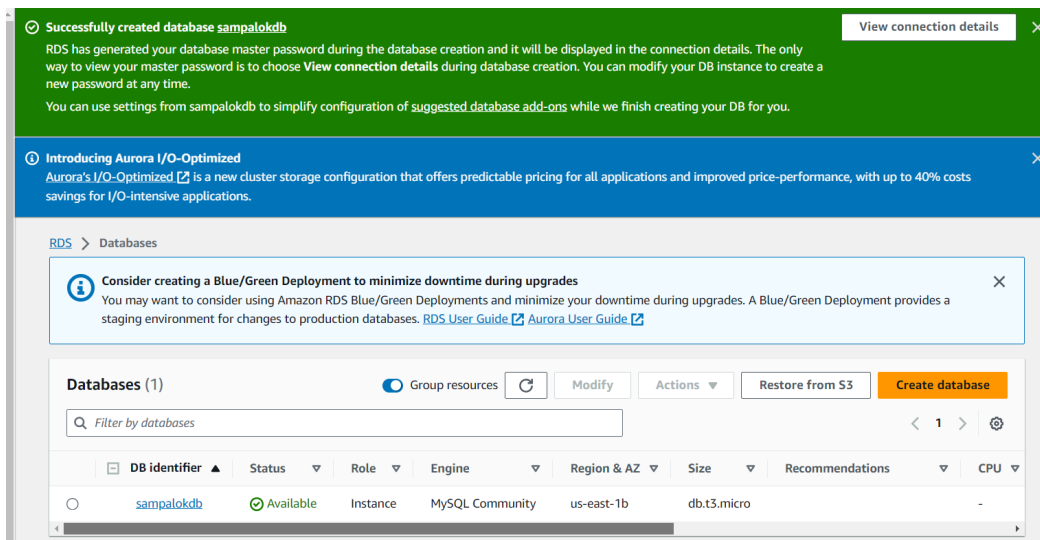 Successfully created database sampalokdb
View connection details
RDS has generated your database master password during the database creation and it will be displayed in the connection details. The only
way to view your master password is to choose View connection details during database creation. You can modify your DB instance to create a
new password at any time.
You can use settings from sampalokdb to simplify configuration of suggested database add-ons while we finish creating your DB for you.
Introducing Aurora I/O-Optimized
Aurora's I/O-Optimized is a new cluster storage configuration that offers predictable pricing for all applications and improved price-performance, with up to 40% costs
savings for I/O-intensive applications.
RDS > Databases
Consider creating a Blue/Green Deployment to minimize downtime during upgrades
You may want to consider using Amazon RDS Blue/Green Deployments and minimize your downtime during upgrades. A Blue/Green Deployment provides a
staging environment for changes to production databases. RDS User Guide Aurora User Guide
Databases (1) Group resources Modify Actions Restore from S3 Create database
Filter by databases 1
DB identifier Status Role Engine Region & AZ Size Recommendations CPU
sampalokdb Available Instance MySQL Community us-east-1b db.t3.micro -